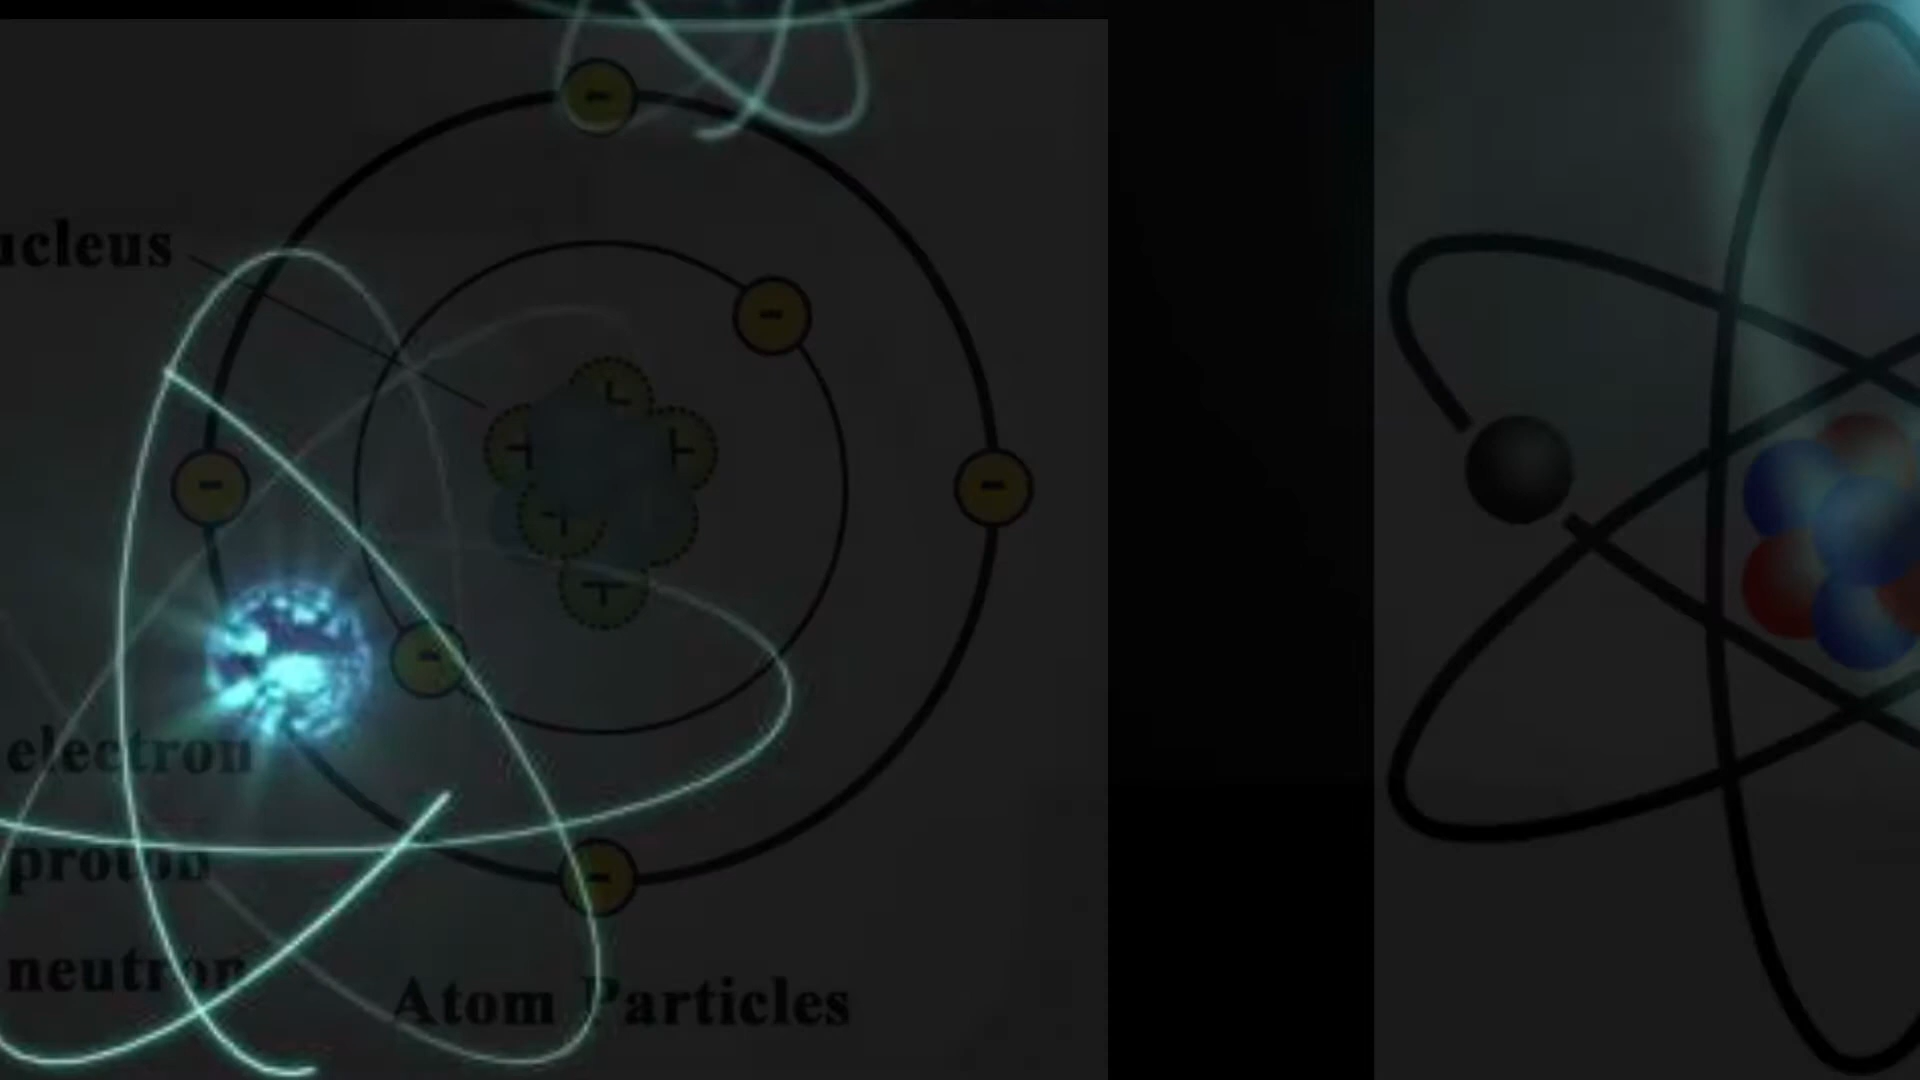 ucleus
electron
proton
neutron
Atom Particles